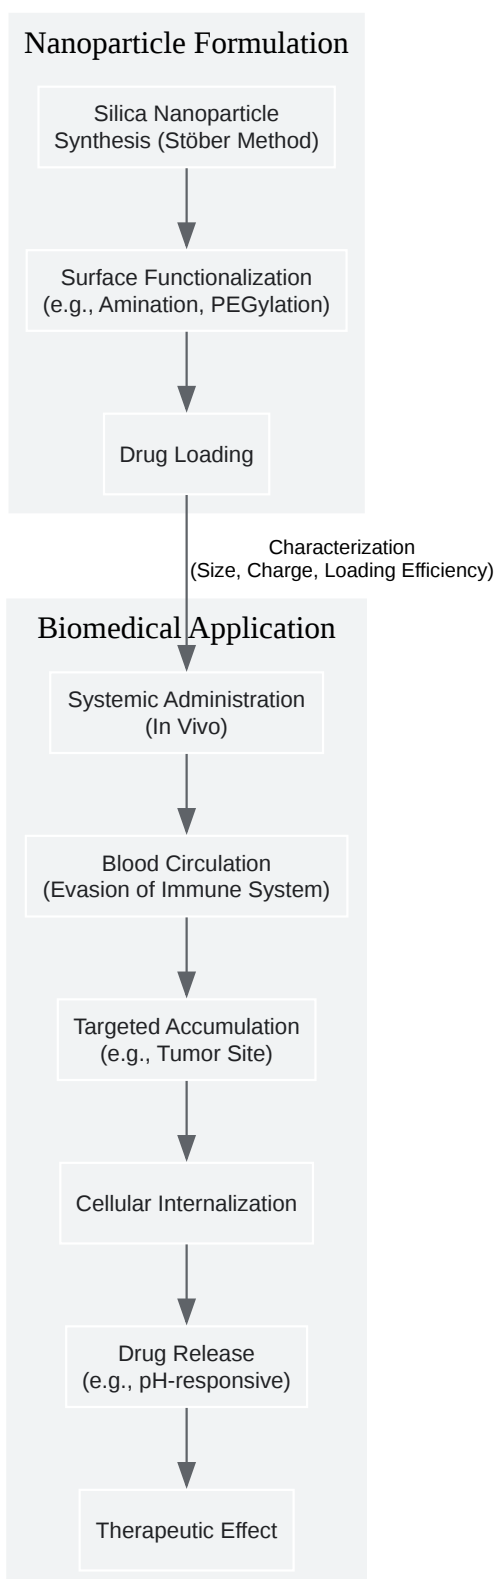 Nanoparticle Formulation
Silica Nanoparticle
Synthesis (Stöber Method)
Surface Functionalization
(e.g., Amination, PEGylation)
Drug Loading
Characterization
(Size, Charge, Loading Efficiency)
Biomedical Application
Systemic Administration
(In Vivo)
Blood Circulation
(Evasion of Immune System)
Targeted Accumulation
(e.g., Tumor Site)
Cellular Internalization
Drug Release
(e.g., pH-responsive)
Therapeutic Effect